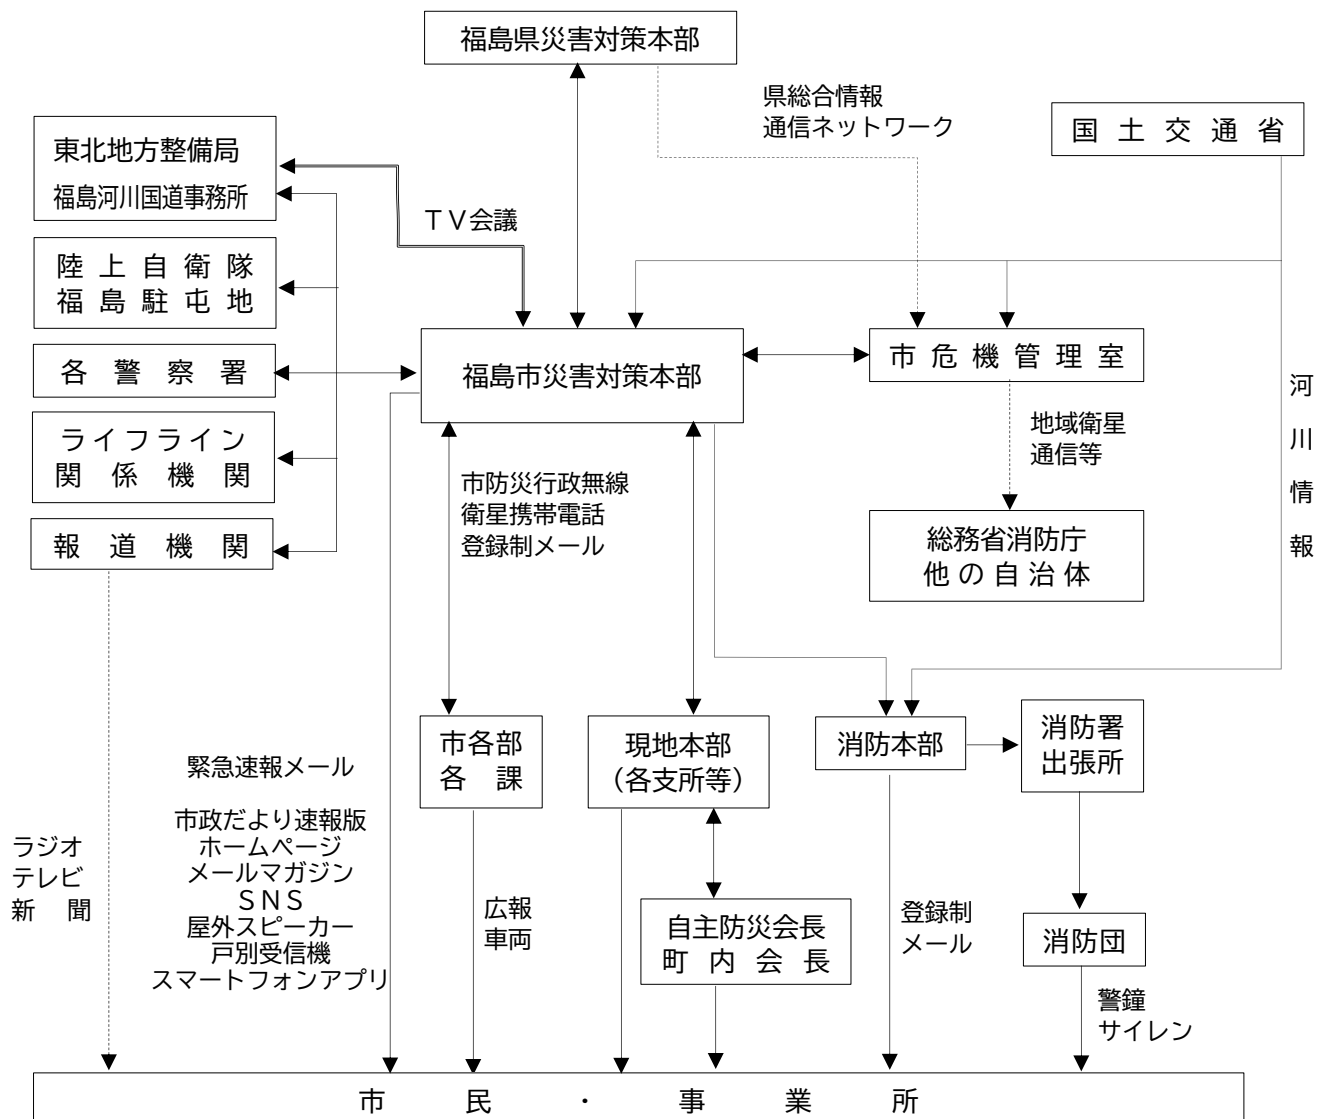 福島県災害対策本部
県総合情報
通信ネットワーク
国土交通省
東北地方整備局
福島河川国道事務所
TV会議
陸上自衛隊
福島駐屯地
各警察署
福島市災害対策本部
市危機管理室
ライフライン
関係機関
報道機関
市防災行政無線
衛星携帯電話
登録制メール
地域衛星
通信等
総務省消防庁
他の自治体
河川情報
市各部
各課
現地本部
(各支所等)
消防本部
消防署
出張所
緊急速報メール
市政だより速報版
ホームページ
メールマガジン
SNS
屋外スピーカー
戸別受信機
スマートフォンアプリ
ラジオ
テレビ
新聞
広報
車両
自主防災会長
町内会長
登録制
メール
消防団
警鐘
サイレン
市民・事業所